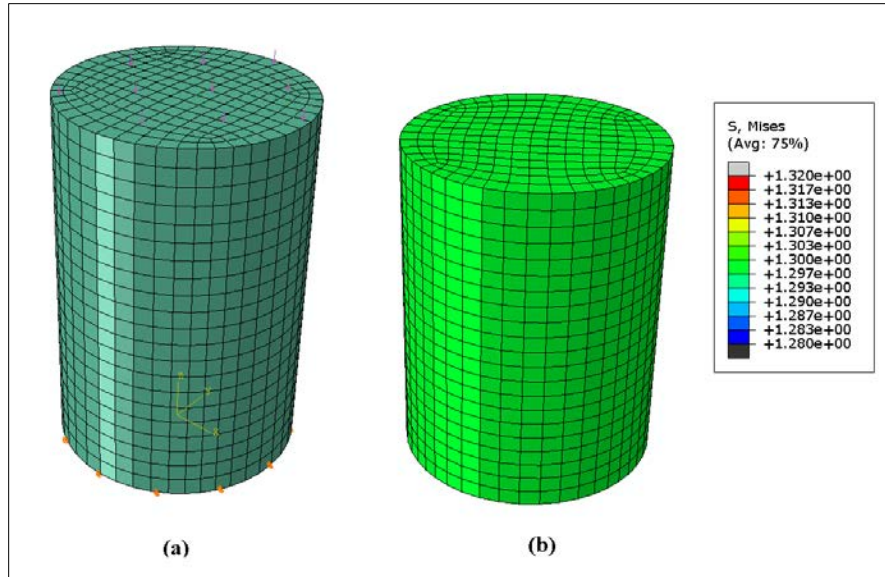 S, Mises
(Avg: 75%)
+1.320e+00
+1.317e+00
+1.313e+00
+1.310e+00
+1.307e+00
+1.303e+00
+1.300e+00
+1.297e+00
+1.293e+00
+1.290e+00
+1.287e+00
+1.283e+00
+1.280e+00
(a)
(b)